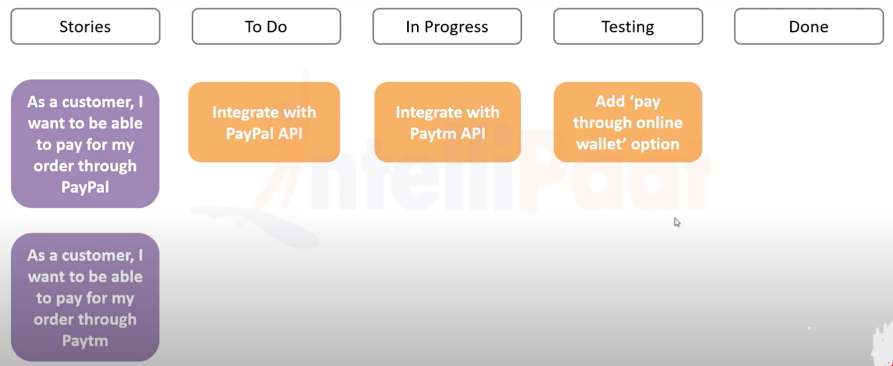 Stories
To Do
In Progress
Testing
Done
As a customer, I
want to be able
to pay for my
order through
PayPal
Integrate with
PayPal API
Integrate with
Paytm API
Add ‘pay
through online
wallet’ option
intelliPaat
As a customer, I
want to be able
to pay for my
order through
Paytm